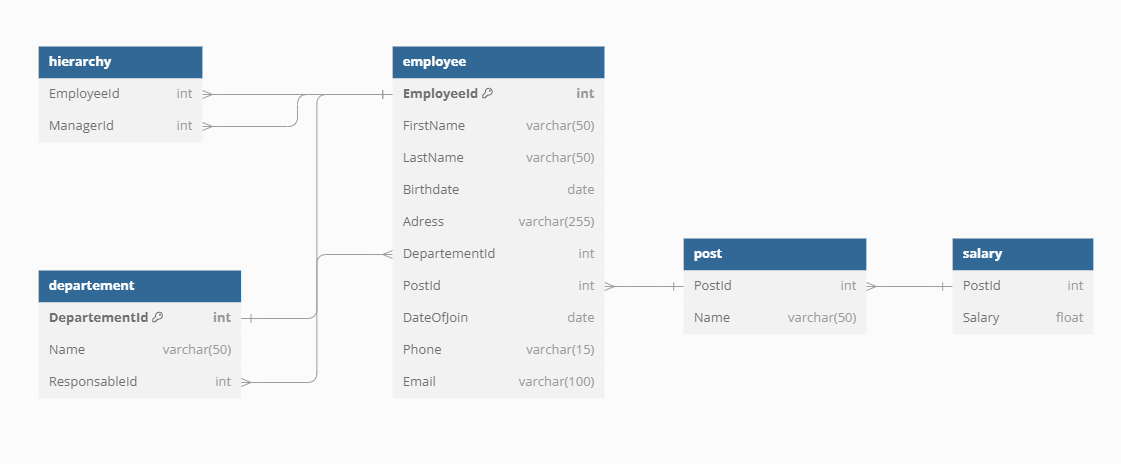 hierarchy
EmployeeId int
ManagerId int
employee
EmployeeId int
FirstName varchar(50)
LastName varchar(50)
Birthdate date
Adress varchar(255)
DepartementId int
PostId int
DateOfJoin date
Phone varchar(15)
Email varchar(100)
departement
DepartementId int
Name varchar(50)
ResponsableId int
post
PostId int
Name varchar(50)
salary
PostId int
Salary float